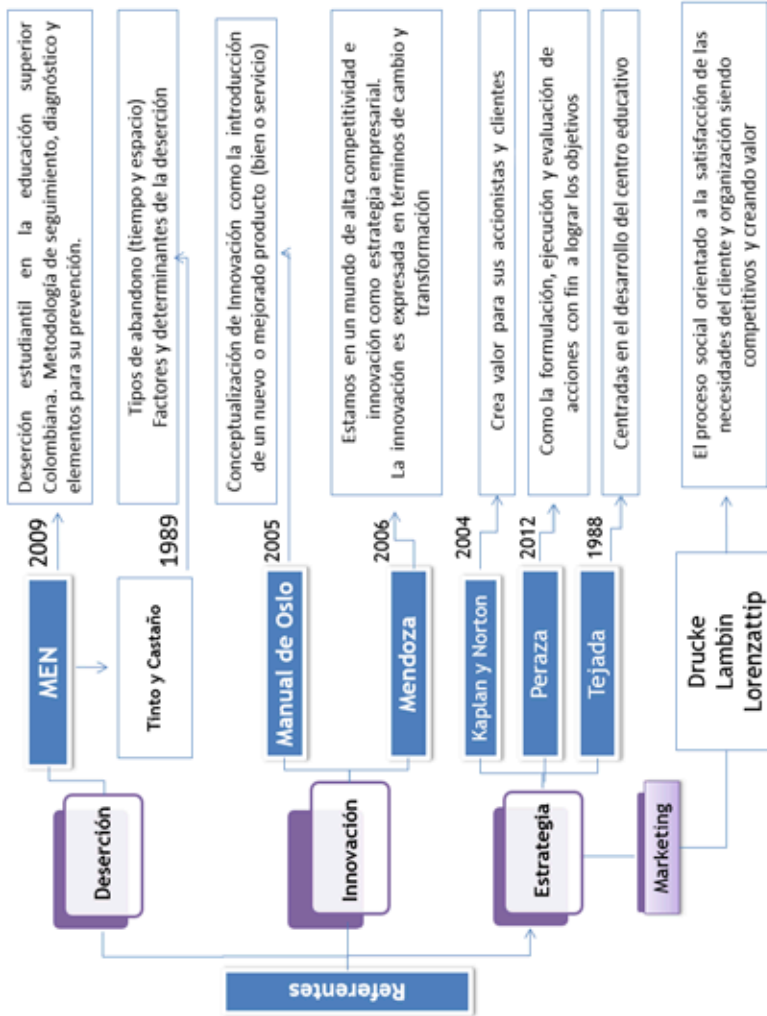 Referentes
Deserción
MEN
2009
Deserción estudiantil en la educación superior
Colombiana. Metodología de seguimiento, diagnóstico y
elementos para su prevención.
Tinto y Castaño
1989
Tipos de abandono (tiempo y espacio)
Factores y determinantes de la deserción
Innovación
Manual de Oslo
2005
Conceptualización de Innovación como la introducción
de un nuevo o mejorado producto (bien o servicio)
Mendoza
2006
Estamos en un mundo de alta competitividad e
innovación como estrategia empresarial.
La innovación es expresada en términos de cambio y
transformación
Estrategia
Kaplan y Norton
2004
Crea valor para sus accionistas y clientes
Peraza
2012
Como la formulación, ejecución y evaluación de
acciones con fin a lograr los objetivos
Tejada
1988
Centradas en el desarrollo del centro educativo
Marketing
Drucke
Lambin
Lorenzattip
El proceso social orientado a la satisfacción de las
necesidades del cliente y organización siendo
competitivos y creando valor